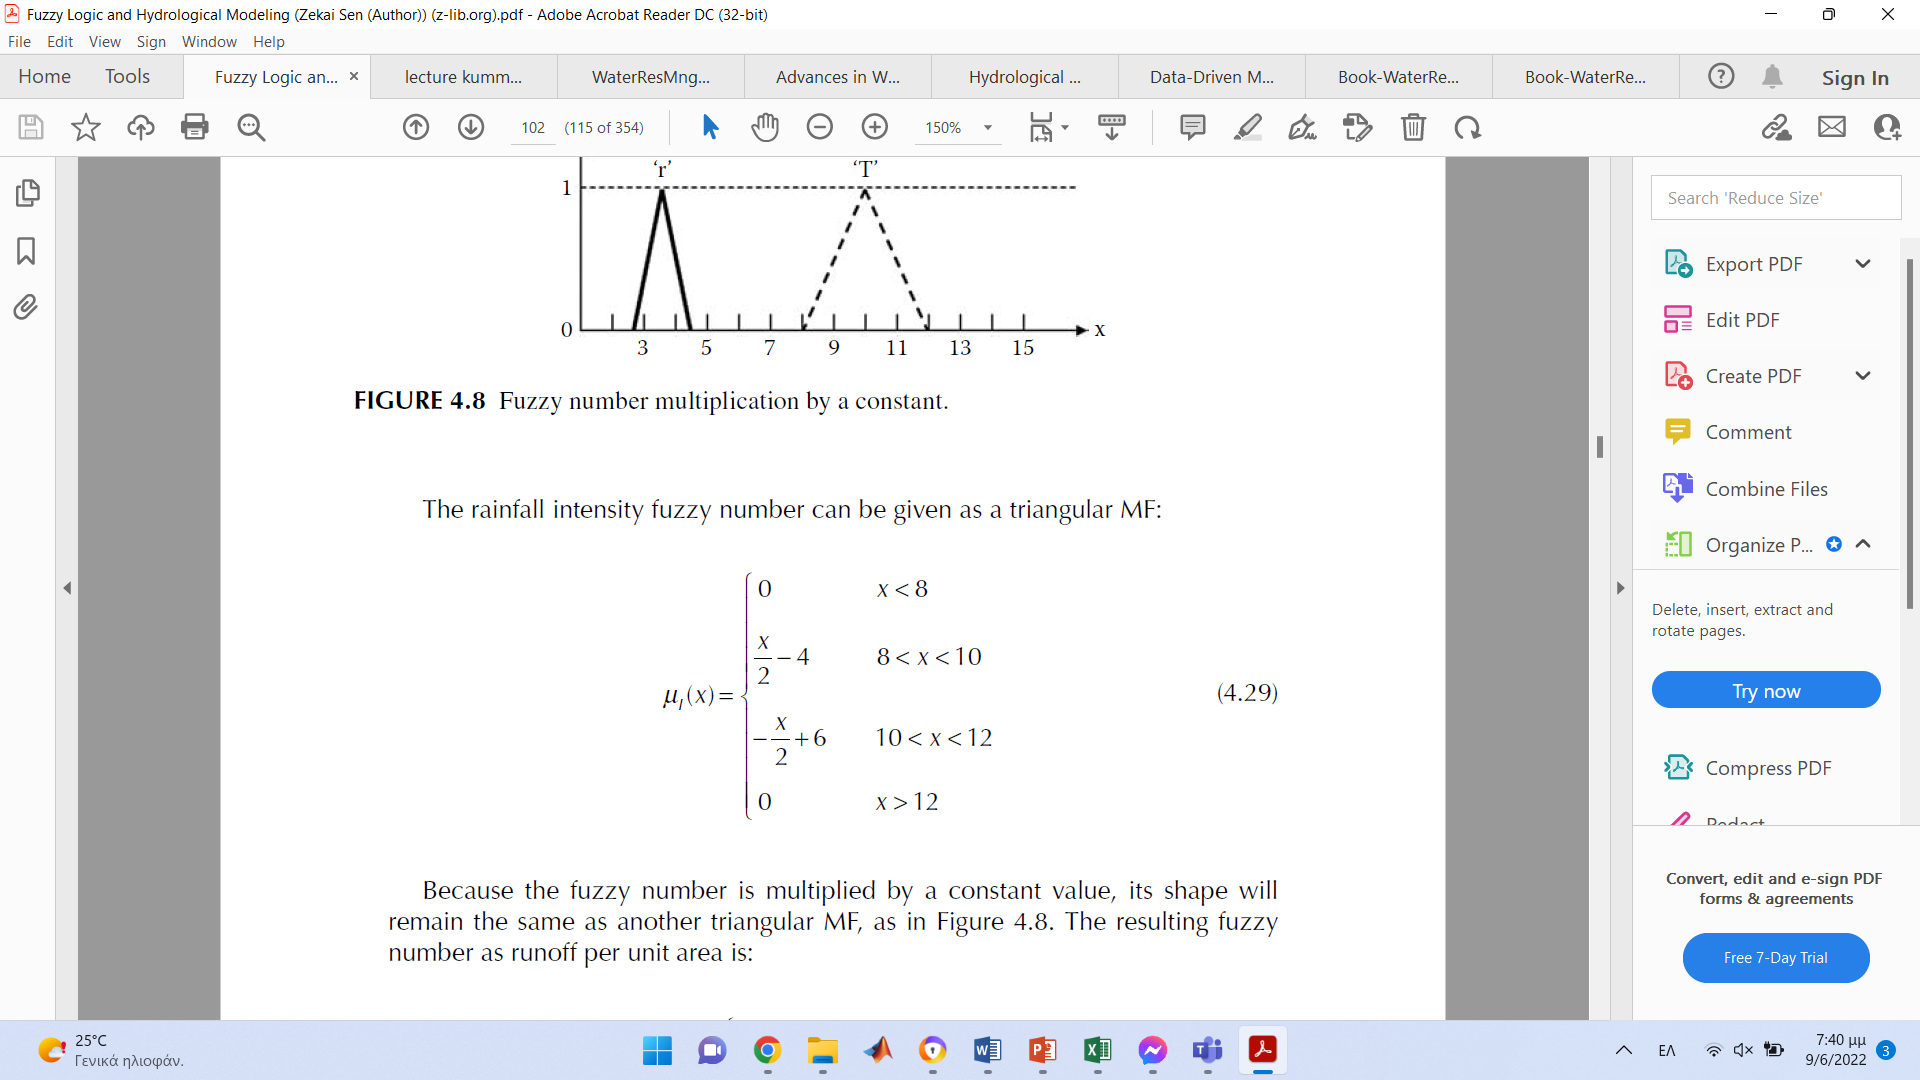 Fuzzy Logic and Hydrological Modeling (Zekai Sen (Author)) (z-lib.org).pdf - Adobe Acrobat Reader DC (32-bit)
File Edit View Sign Window Help
Home Tools Fuzzy Logic an... × lecture kumm... WaterResMng... Advances in W... Hydrological ... Data-Driven M... Book-WaterRe... Book-WaterRe... Sign In
102 (115 of 354) 150%
'r' 'T'
1
0 x
3 5 7 9 11 13 15
FIGURE 4.8 Fuzzy number multiplication by a constant.
The rainfall intensity fuzzy number can be given as a triangular MF:
0 x < 8
x/2 − 4 8 < x < 10
μI(x) = (4.29)
−x/2 + 6 10 < x < 12
0 x > 12
Because the fuzzy number is multiplied by a constant value, its shape will
remain the same as another triangular MF, as in Figure 4.8. The resulting fuzzy
number as runoff per unit area is:
Search 'Reduce Size'
Export PDF
Edit PDF
Create PDF
Comment
Combine Files
Organize P...
Delete, insert, extract and
rotate pages.
Try now
Compress PDF
Redact
Convert, edit and e-sign PDF
forms & agreements
Free 7-Day Trial
25°C
Γενικά ηλιοφάν.
ΕΛ
7:40 μμ
9/6/2022
3